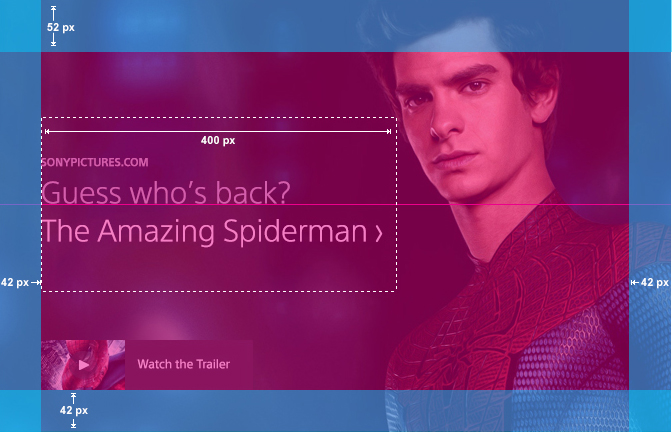 52 px
400 px
SONYPICTURES.COM
Guess who's back?
The Amazing Spiderman ›
42 px
42 px
Watch the Trailer
42 px